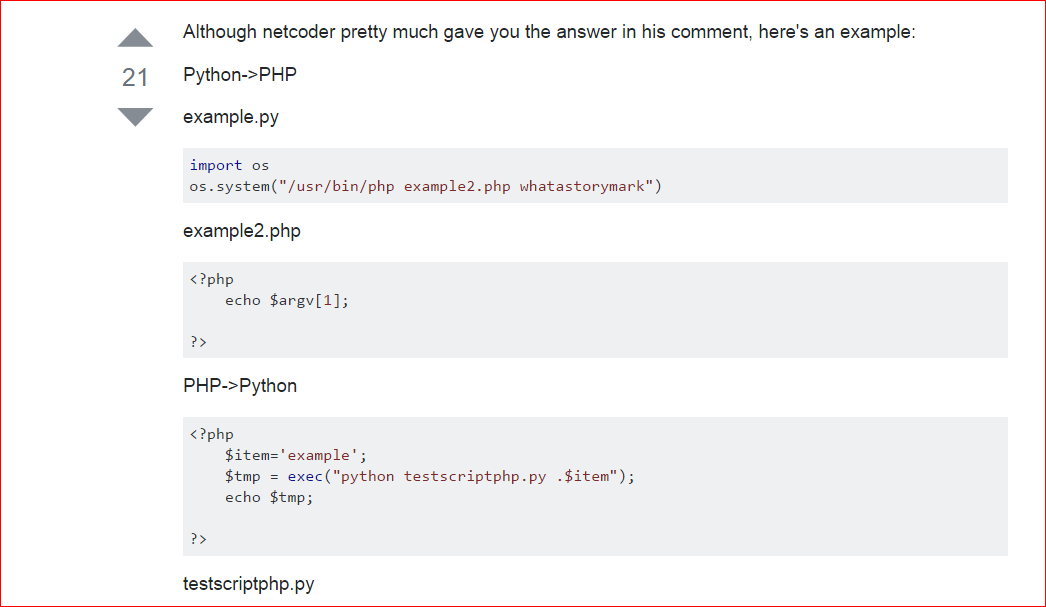 Although netcoder pretty much gave you the answer in his comment, here's an example:
21
Python->PHP
example.py
import os
os.system("/usr/bin/php example2.php whatastorymark")
example2.php
<?php
    echo $argv[1];
?>
PHP->Python
<?php
    $item='example';
    $tmp = exec("python testscriptphp.py .$item");
    echo $tmp;
?>
testscriptphp.py